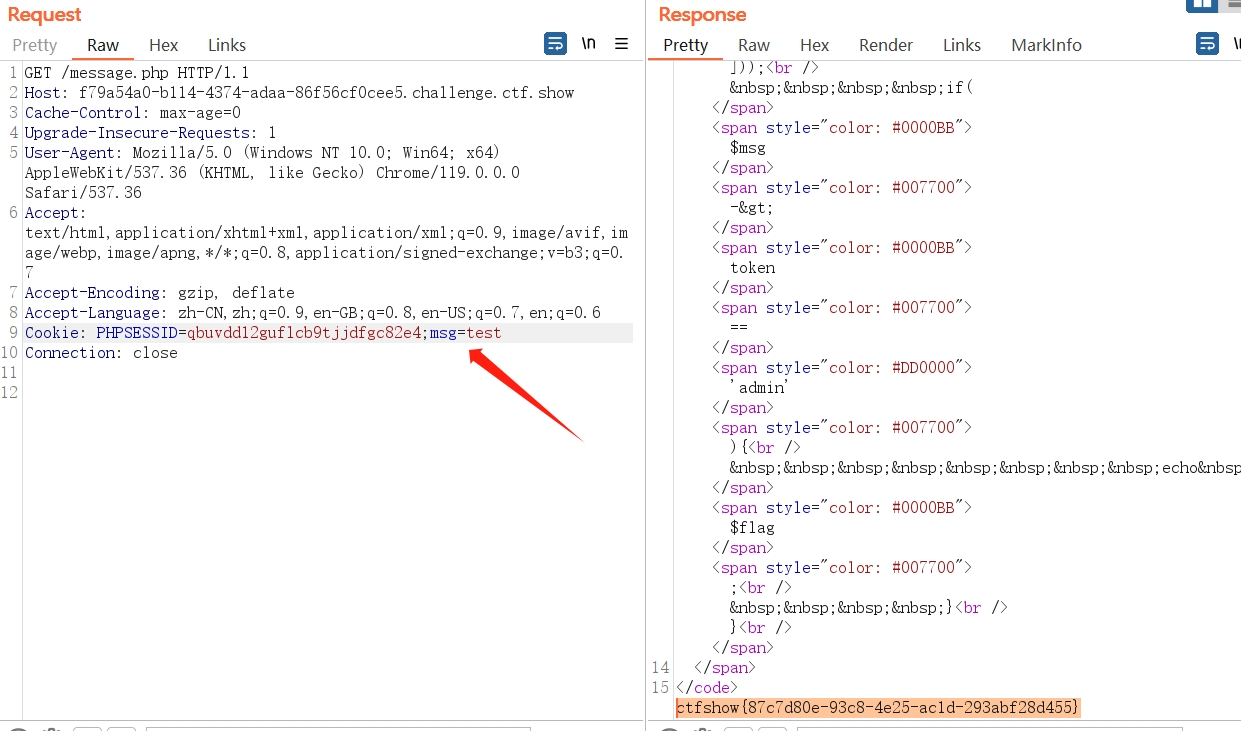 Request
Pretty Raw Hex Links \n
1 GET /message.php HTTP/1.1
2 Host: f79a54a0-b114-4374-adaa-86f56cf0cee5.challenge.ctf.show
3 Cache-Control: max-age=0
4 Upgrade-Insecure-Requests: 1
5 User-Agent: Mozilla/5.0 (Windows NT 10.0; Win64; x64)
AppleWebKit/537.36 (KHTML, like Gecko) Chrome/119.0.0.0
Safari/537.36
6 Accept:
text/html,application/xhtml+xml,application/xml;q=0.9,image/avif,im
age/webp,image/apng,*/*;q=0.8,application/signed-exchange;v=b3;q=0.
7
7 Accept-Encoding: gzip, deflate
8 Accept-Language: zh-CN,zh;q=0.9,en-GB;q=0.8,en-US;q=0.7,en;q=0.6
9 Cookie: PHPSESSID=qbuvddl2guflcb9tjjdfgc82e4;msg=test
10 Connection: close
11
12
Response
Pretty Raw Hex Render Links MarkInfo
]));<br />
&nbsp;&nbsp;&nbsp;&nbsp;if(
</span>
<span style="color: #0000BB">
$msg
</span>
<span style="color: #007700">
-&gt;
</span>
<span style="color: #0000BB">
token
</span>
<span style="color: #007700">
==
</span>
<span style="color: #DD0000">
'admin'
</span>
<span style="color: #007700">
){<br />
&nbsp;&nbsp;&nbsp;&nbsp;&nbsp;&nbsp;&nbsp;&nbsp;echo&nbsp
</span>
<span style="color: #0000BB">
$flag
</span>
<span style="color: #007700">
;<br />
&nbsp;&nbsp;&nbsp;&nbsp;}<br />
}<br />
</span>
14 </span>
15 </code>
ctfshow{87c7d80e-93c8-4e25-ac1d-293abf28d455}